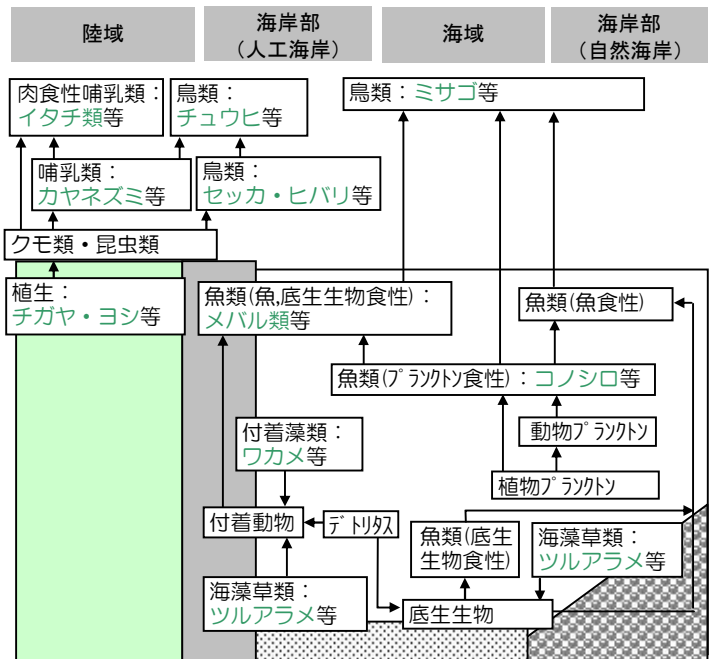 陸域
海岸部
（人工海岸）
海域
海岸部
（自然海岸）
肉食性哺乳類：
イタチ類等
鳥類：
チュウヒ等
鳥類：ミサゴ等
哺乳類：
カヤネズミ等
鳥類：
セッカ・ヒバリ等
クモ類・昆虫類
植生：
チガヤ・ヨシ等
魚類(魚,底生生物食性)：
メバル類等
魚類(魚食性)
魚類(ﾌﾟﾗﾝｸﾄﾝ食性)：コノシロ等
付着藻類：
ワカメ等
動物ﾌﾟﾗﾝｸﾄﾝ
植物ﾌﾟﾗﾝｸﾄﾝ
付着動物
ﾃﾞﾄﾘﾀｽ
魚類(底生
生物食性)
海藻草類：
ツルアラメ等
海藻草類：
ツルアラメ等
底生生物